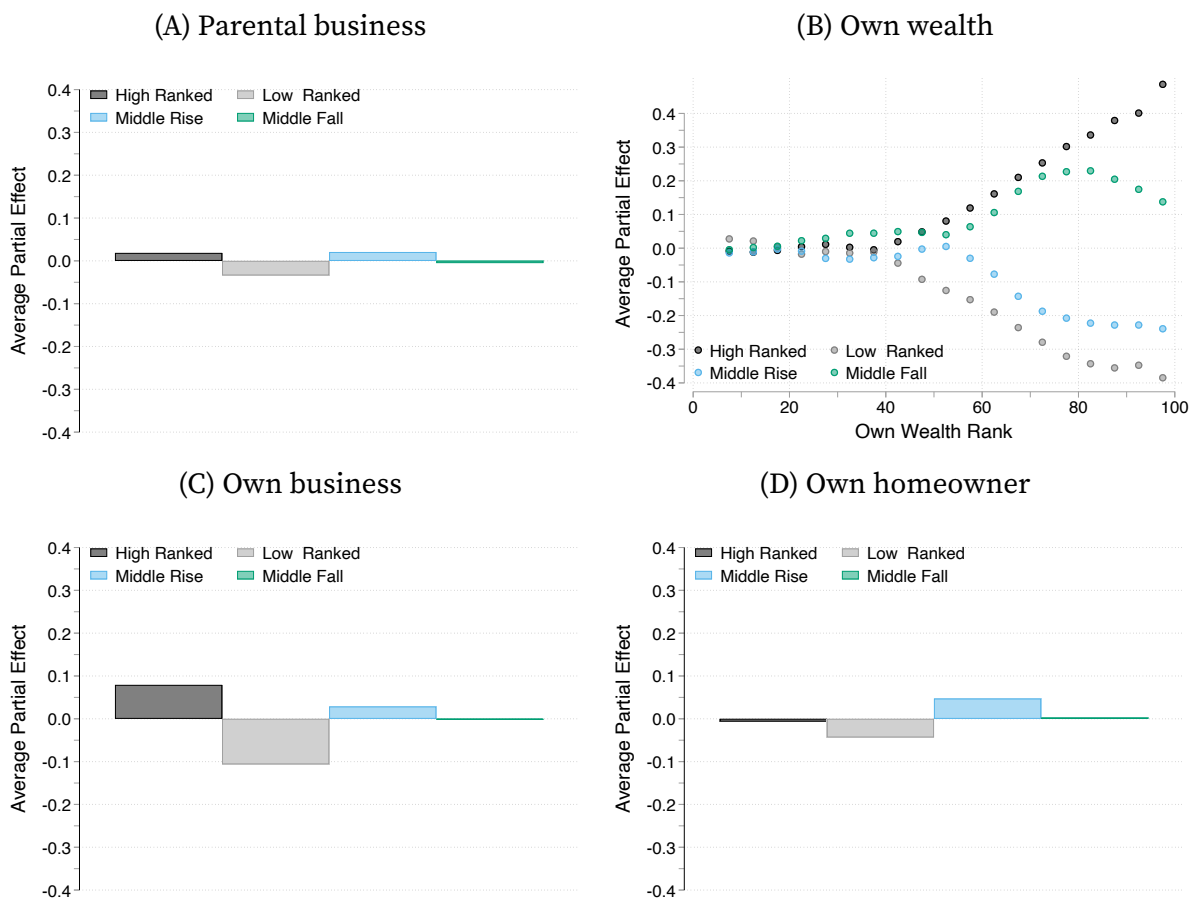 (A) Parental business
Average Partial Effect
0.4
0.3
0.2
0.1
0.0
-0.1
-0.2
-0.3
-0.4
High Ranked
Low Ranked
Middle Rise
Middle Fall
(B) Own wealth
Average Partial Effect
0.4
0.3
0.2
0.1
0.0
-0.1
-0.2
-0.3
-0.4
High Ranked
Low Ranked
Middle Rise
Middle Fall
0 20 40 60 80 100
Own Wealth Rank
(C) Own business
Average Partial Effect
0.4
0.3
0.2
0.1
0.0
-0.1
-0.2
-0.3
-0.4
High Ranked
Low Ranked
Middle Rise
Middle Fall
(D) Own homeowner
Average Partial Effect
0.4
0.3
0.2
0.1
0.0
-0.1
-0.2
-0.3
-0.4
High Ranked
Low Ranked
Middle Rise
Middle Fall